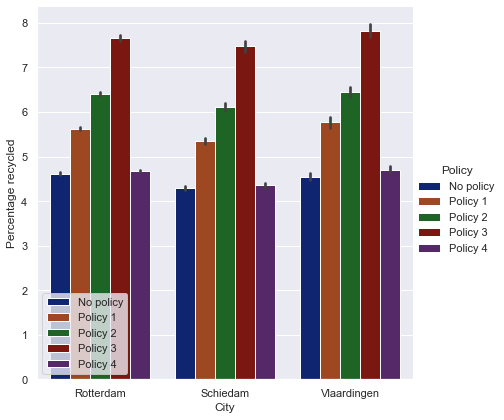 8
7
6
5
4
3
2
1
0
Percentage recycled
No policy
Policy 1
Policy 2
Policy 3
Policy 4
Rotterdam
Schiedam
Vlaardingen
City
Policy
No policy
Policy 1
Policy 2
Policy 3
Policy 4